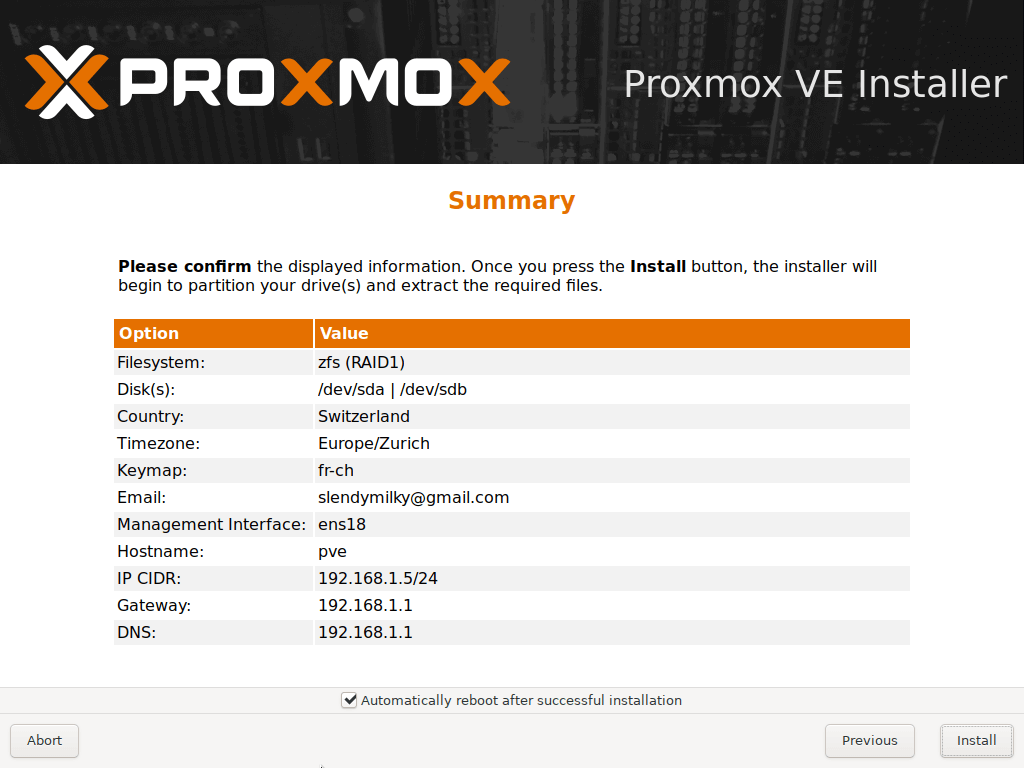 PROXMOX
Proxmox VE Installer
Summary
Please confirm the displayed information. Once you press the Install button, the installer will
begin to partition your drive(s) and extract the required files.
Option Value
Filesystem: zfs (RAID1)
Disk(s): /dev/sda | /dev/sdb
Country: Switzerland
Timezone: Europe/Zurich
Keymap: fr-ch
Email: slendymilky@gmail.com
Management Interface: ens18
Hostname: pve
IP CIDR: 192.168.1.5/24
Gateway: 192.168.1.1
DNS: 192.168.1.1
Automatically reboot after successful installation
Abort Previous Install